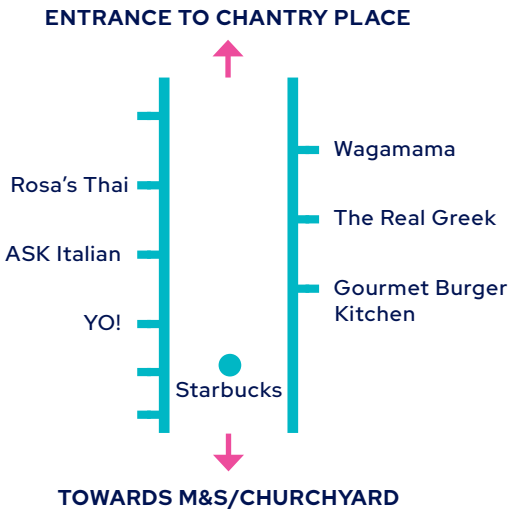 ENTRANCE TO CHANTRY PLACE
Wagamama
Rosa’s Thai
The Real Greek
ASK Italian
Gourmet Burger
Kitchen
YO!
Starbucks
TOWARDS M&S/CHURCHYARD